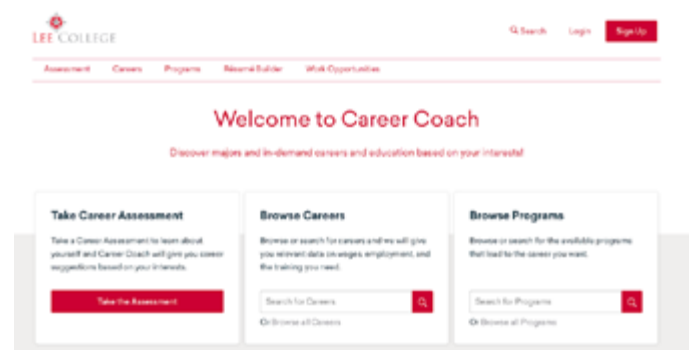 LEE COLLEGE
Search Login Sign Up
Assessment Careers Programs Résumé Builder Work Opportunities
Welcome to Career Coach
Discover majors and in-demand careers and education based on your interests!
Take Career Assessment
Take a Career Assessment to learn about
yourself and Career Coach will give you career
suggestions based on your interests.
Take the Assessment
Browse Careers
Browse or search for careers and we will give
you relevant data on wages, employment, and
the training you need.
Search for Careers
Or Browse all Careers
Browse Programs
Browse or search for the available programs
that lead to the career you want.
Search for Programs
Or Browse all Programs